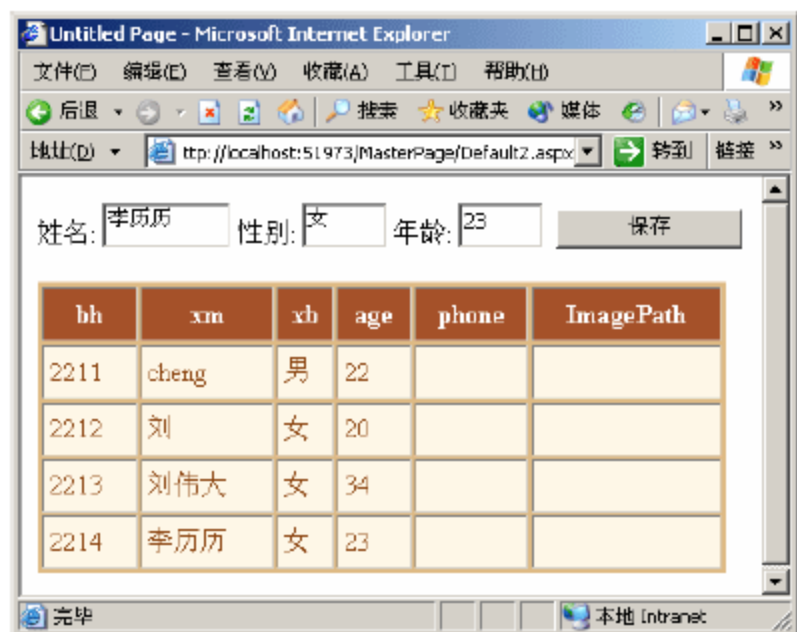 Untitled Page - Microsoft Internet Explorer
文件(F) 编辑(E) 查看(V) 收藏(A) 工具(T) 帮助(H)
后退 搜索 收藏夹 媒体 »
地址(D) ttp://localhost:51973/MasterPage/Default2.aspx 转到 链接 »
姓名: 李历历 性别: 女 年龄: 23 保存
bh xm xb age phone ImagePath
2211 cheng 男 22
2212 刘 女 20
2213 刘伟大 女 34
2214 李历历 女 23
完毕 本地 Intranet